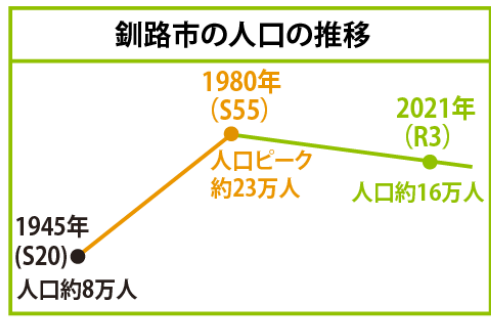 釧路市の人口の推移
1980年
（S55）
人口ピーク
約23万人
2021年
（R3）
人口約16万人
1945年
(S20)
人口約8万人